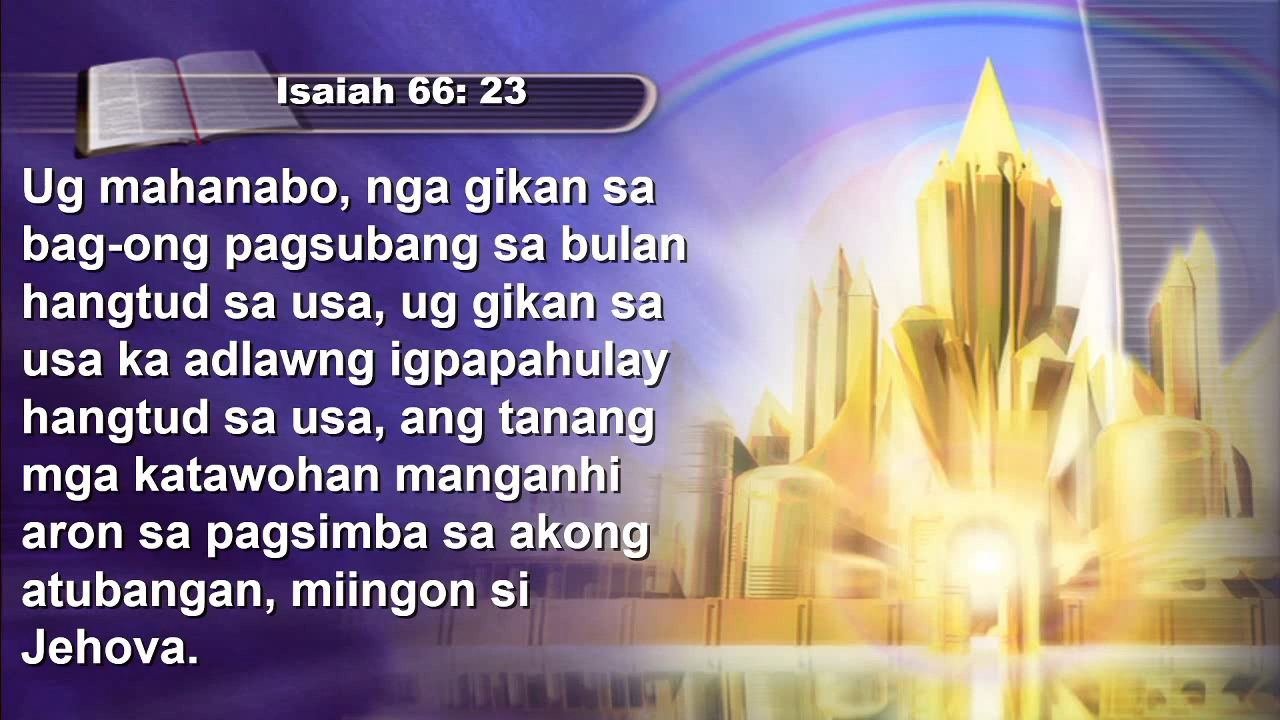 Isaiah 66: 23
Ug mahanabo, nga gikan sa
bag-ong pagsubang sa bulan
hangtud sa usa, ug gikan sa
usa ka adlawng igpapahulay
hangtud sa usa, ang tanang
mga katawohan manganhi
aron sa pagsimba sa akong
atubangan, miingon si
Jehova.